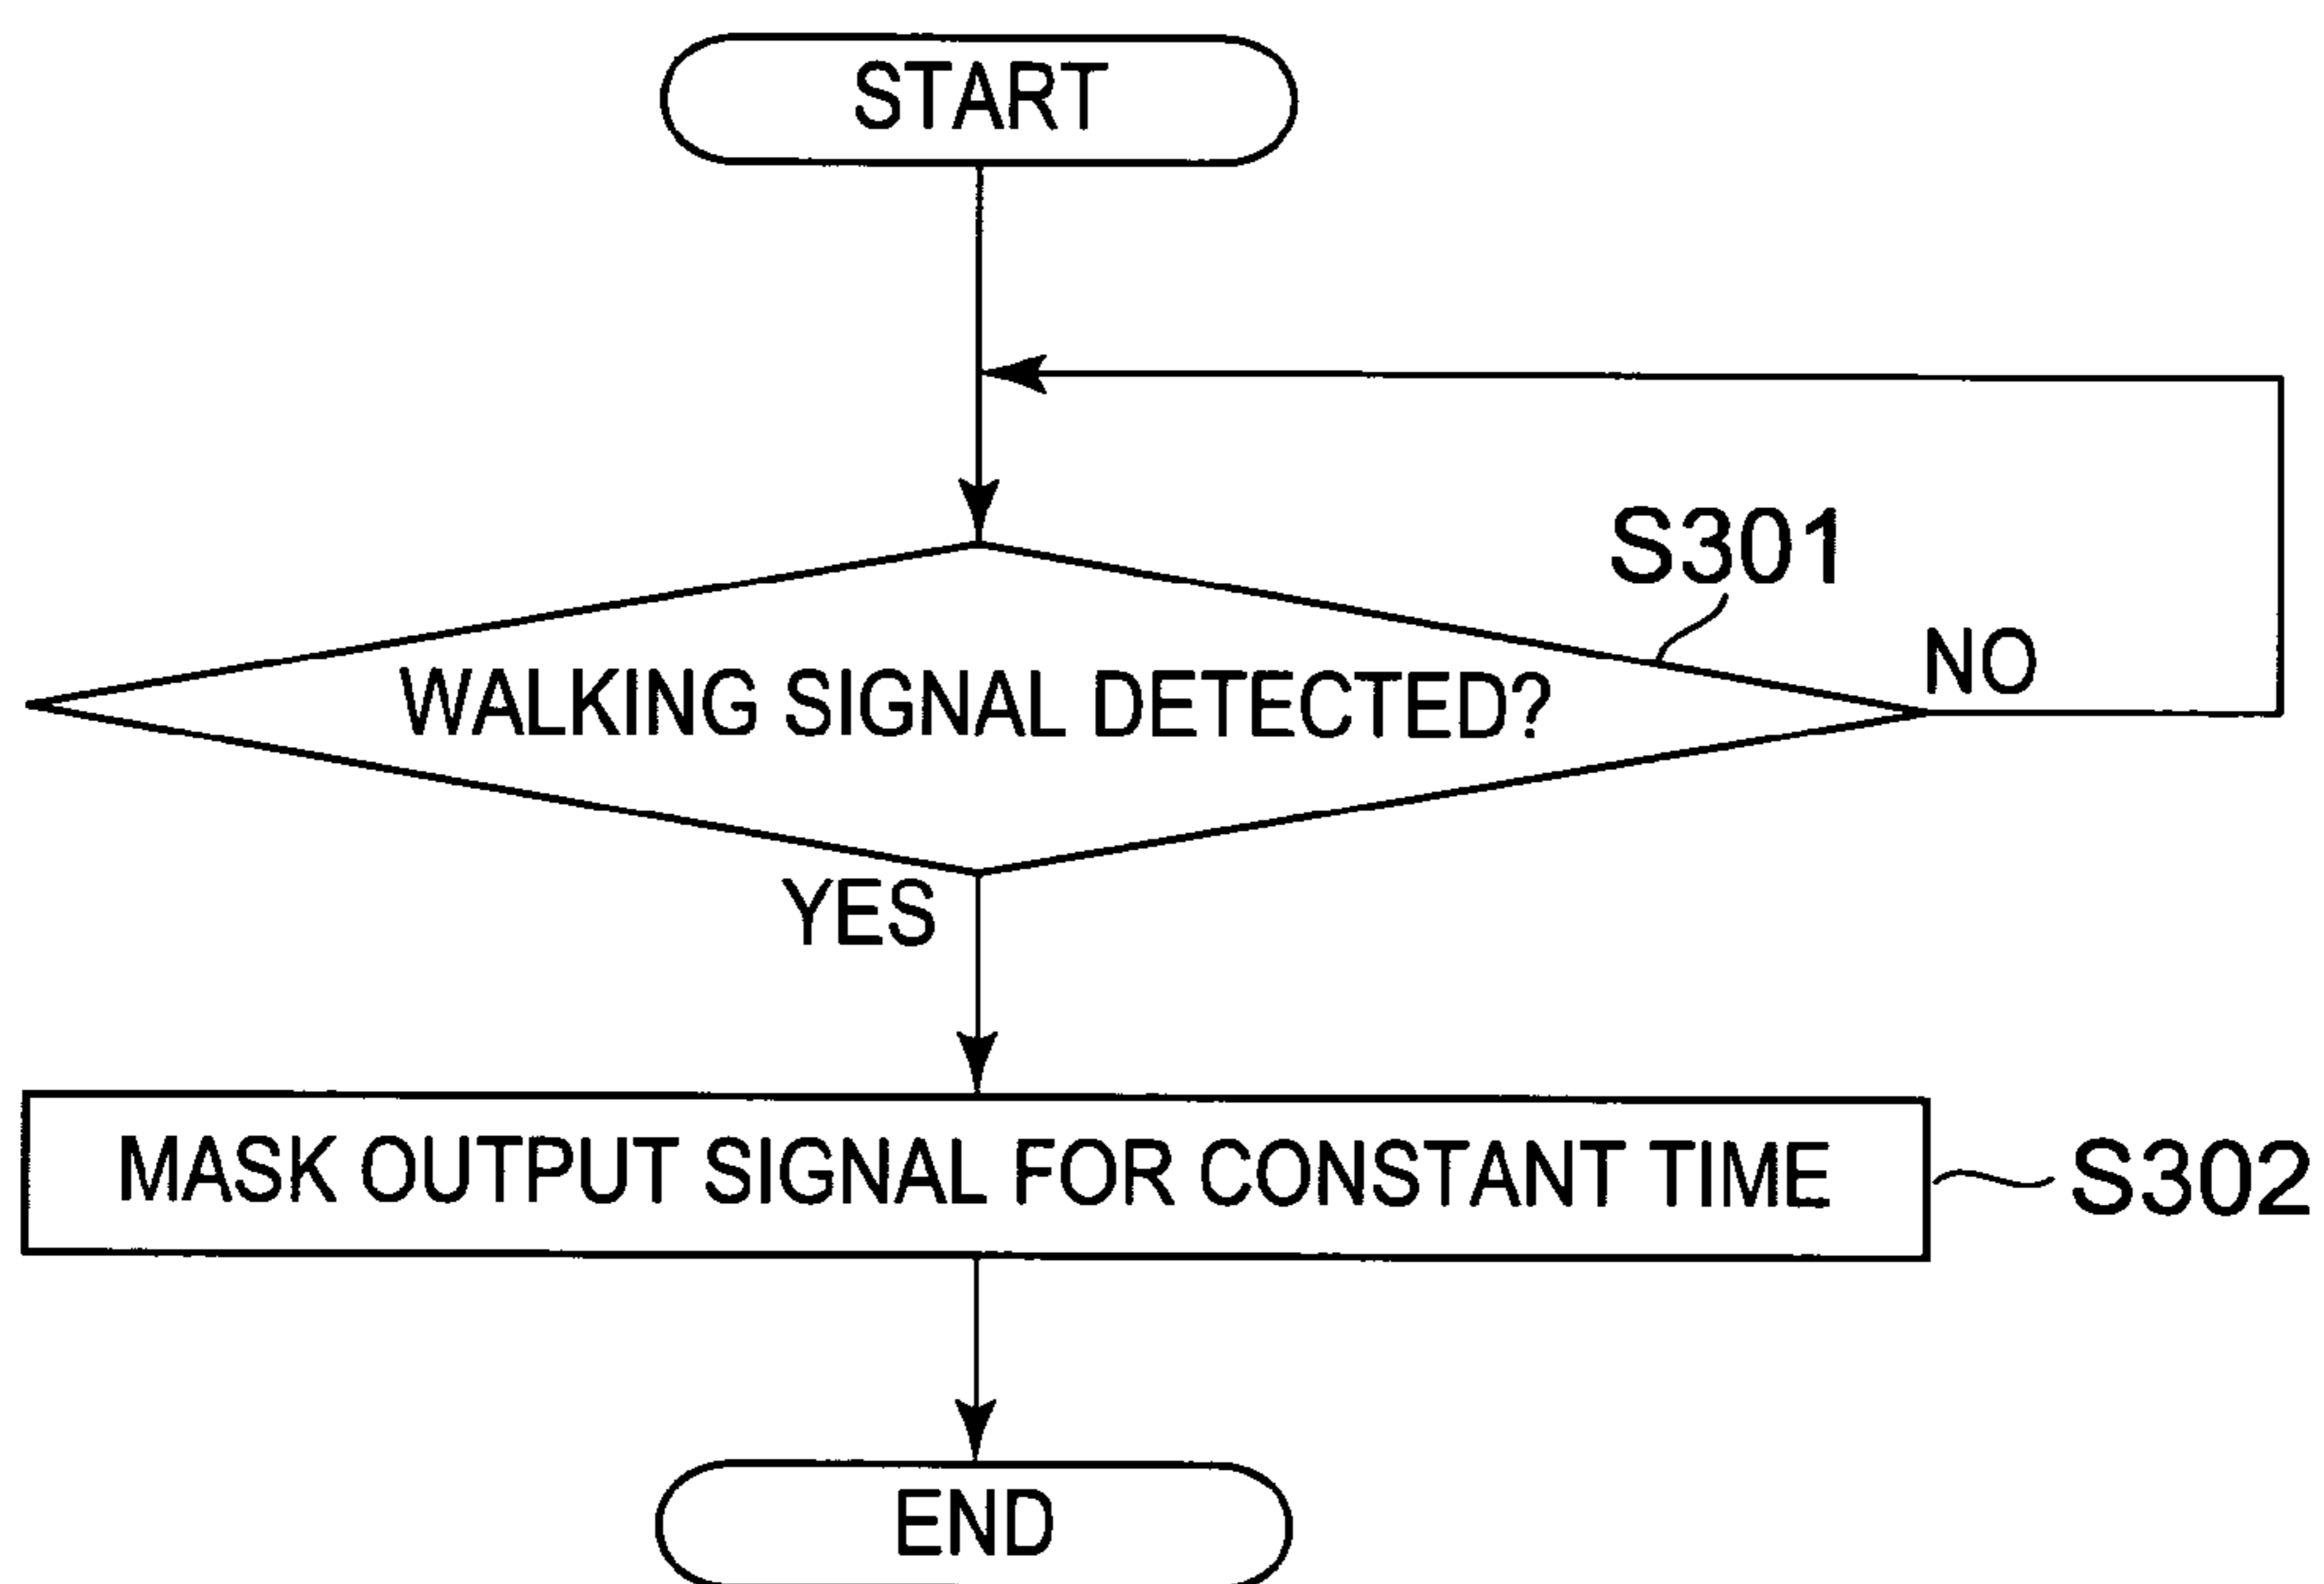 START
S301
NO
WALKING SIGNAL DETECTED?
YES
MASK OUTPUT SIGNAL FOR CONSTANT TIME
S302
END